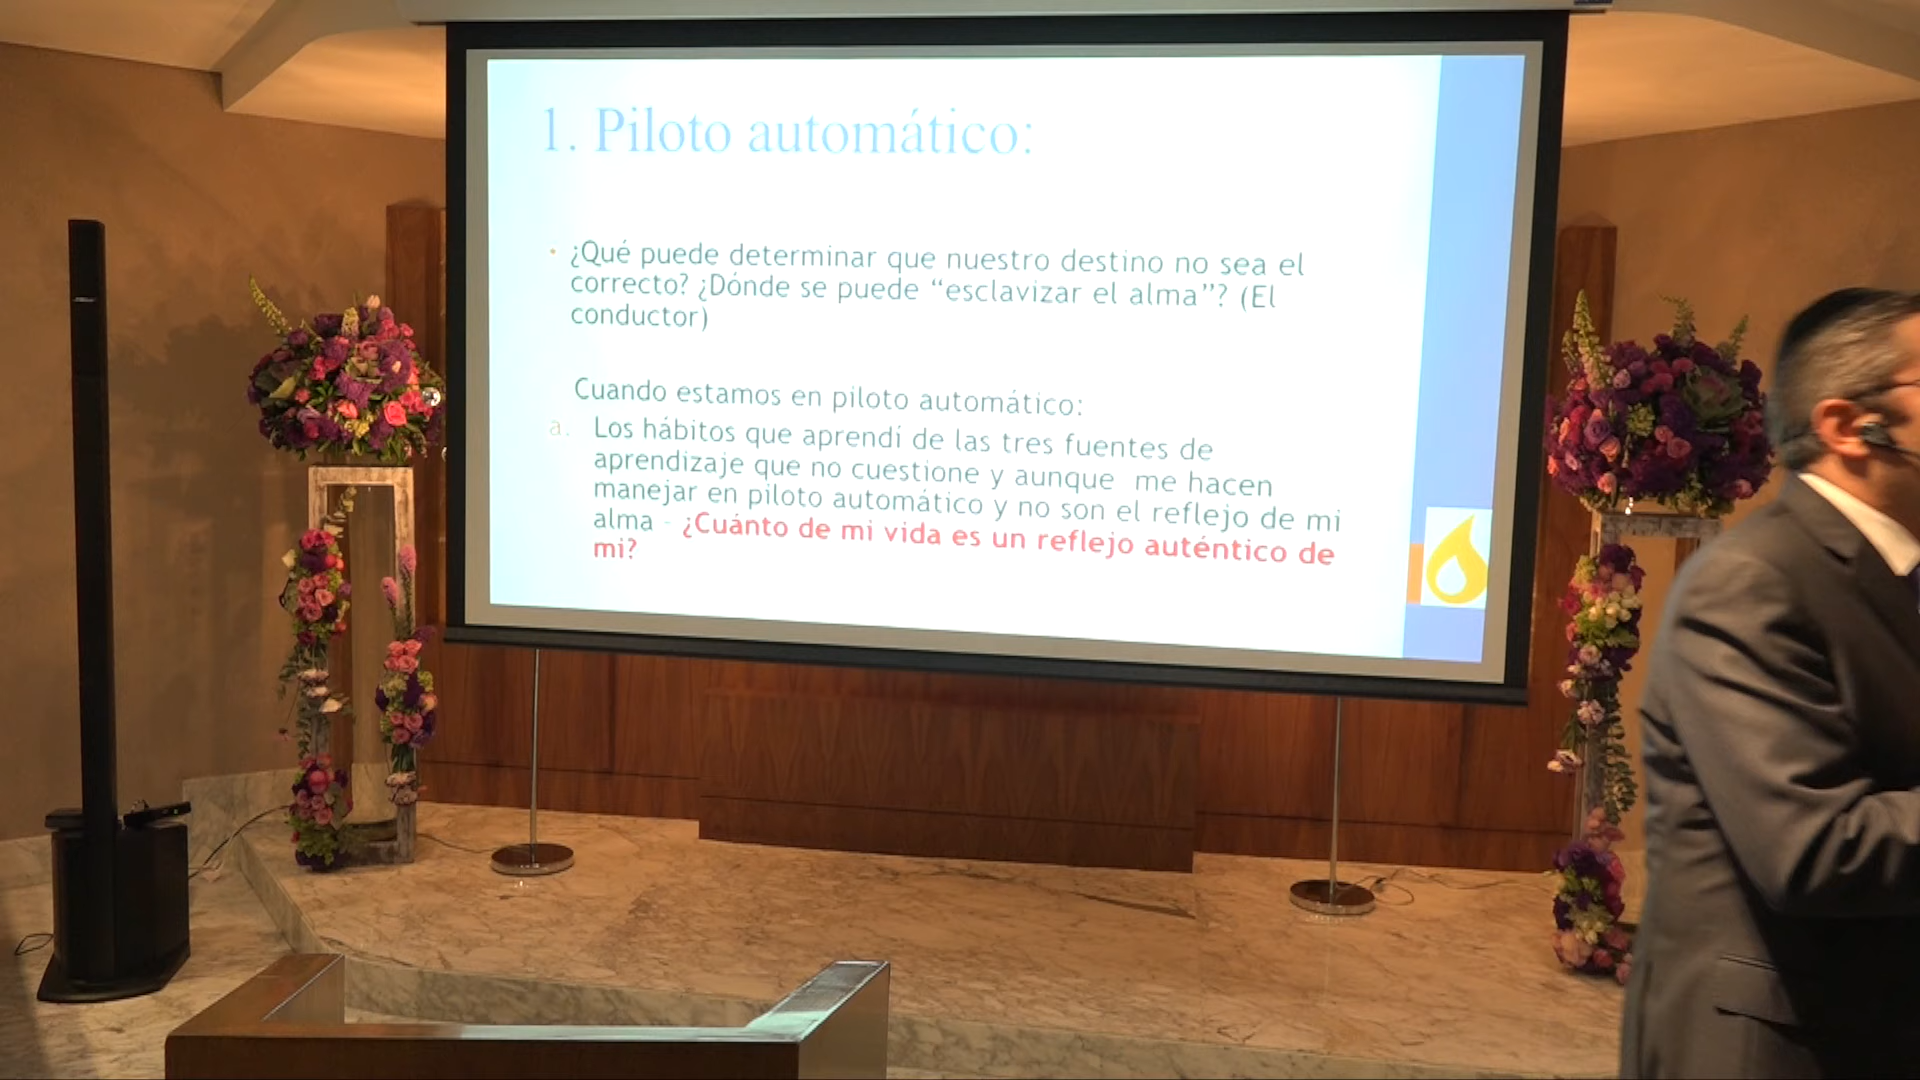 1. Piloto automático:
• ¿Qué puede determinar que nuestro destino no sea el
correcto? ¿Dónde se puede “esclavizar el alma”? (El
conductor)
Cuando estamos en piloto automático:
a. Los hábitos que aprendí de las tres fuentes de
aprendizaje que no cuestione y aunque me hacen
manejar en piloto automático y no son el reflejo de mi
alma - ¿Cuánto de mi vida es un reflejo auténtico de
mi?